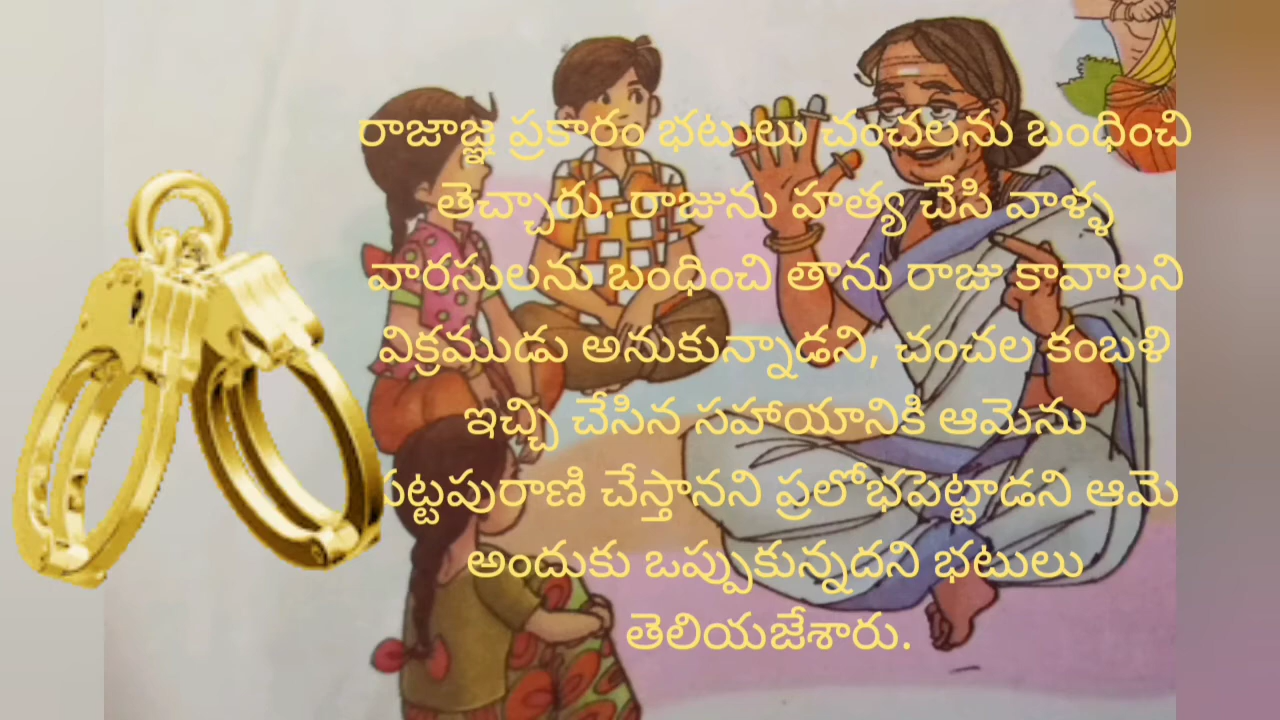 రాజాజ్ఞ ప్రకారం భటులు చంచలను బంధించి
తెచ్చారు. రాజును హత్య చేసి వాళ్ళ
వారసులను బంధించి తాను రాజు కావాలని
విక్రముడు అనుకున్నాడని, చంచల కంబళి
ఇచ్చి చేసిన సహాయానికి ఆమెను
పట్టపురాణి చేస్తానని ప్రలోభపెట్టాడని ఆమె
అందుకు ఒప్పుకున్నదని భటులు
తెలియజేశారు.